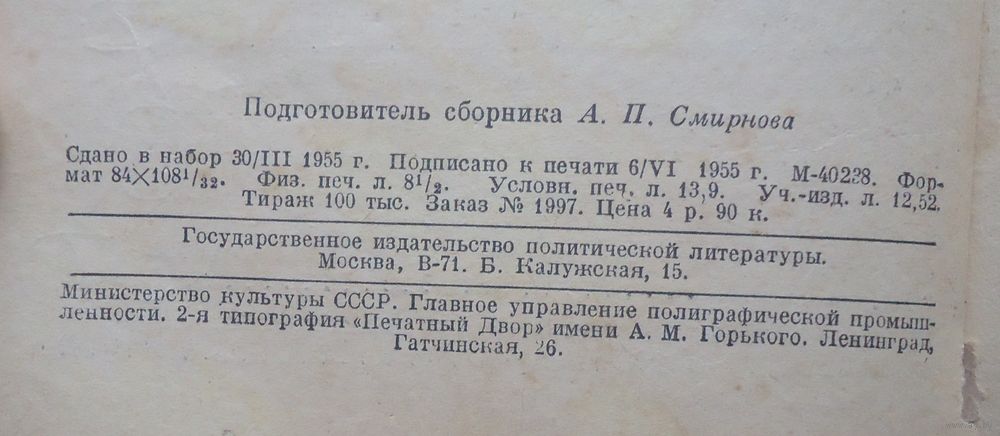 Подготовитель сборника А. П. Смирнова
Сдано в набор 30/III 1955 г. Подписано к печати 6/VI 1955 г. М-40238. Фор-
мат 84×108¹/₃₂. Физ. печ. л. 8¹/₂. Условн. печ. л. 13,9. Уч.-изд. л. 12,52.
Тираж 100 тыс. Заказ № 1997. Цена 4 р. 90 к.
Государственное издательство политической литературы.
Москва, В-71. Б. Калужская, 15.
Министерство культуры СССР. Главное управление полиграфической промыш-
ленности. 2-я типография «Печатный Двор» имени А. М. Горького. Ленинград,
Гатчинская, 26.